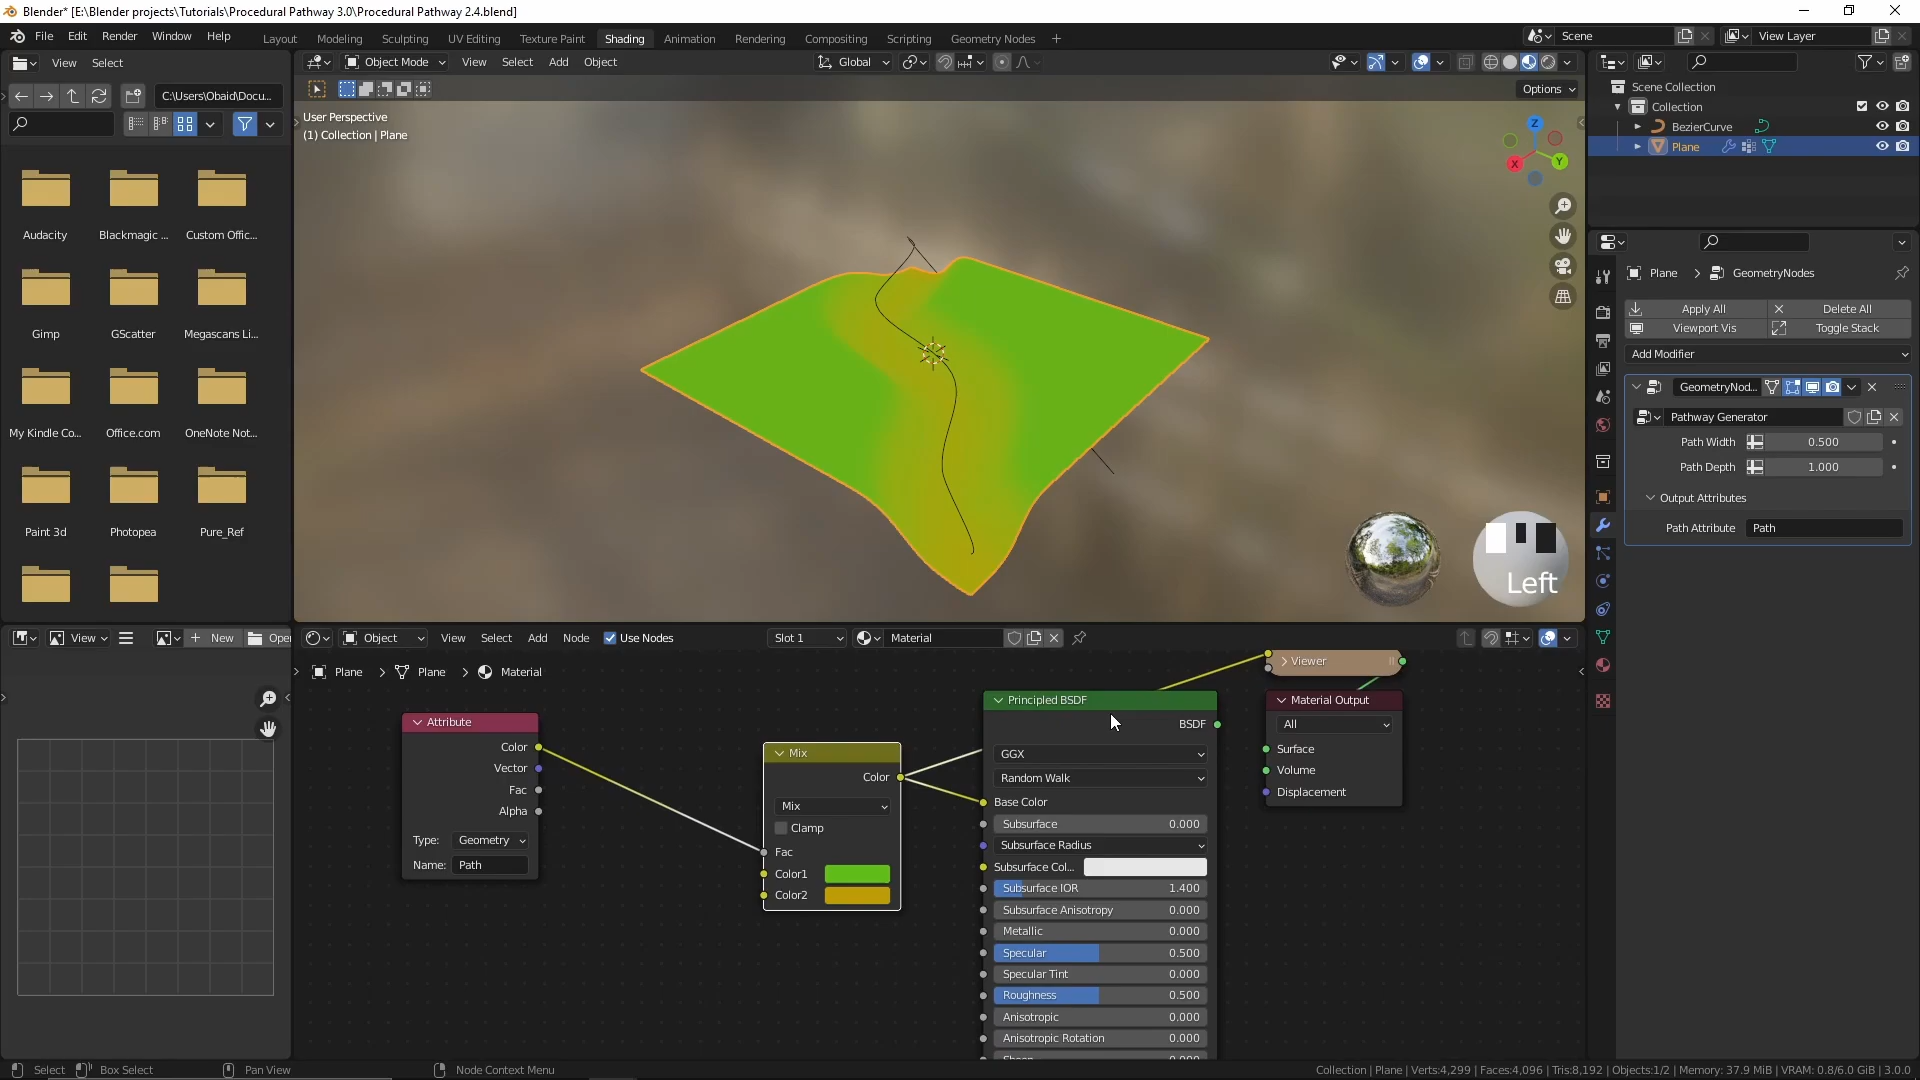 Blender* [E:\Blender projects\Tutorials\Procedural Pathway 3.0\Procedural Pathway 2.4.blend]
File Edit Render Window Help Layout Modeling Sculpting UV Editing Texture Paint Shading Animation Rendering Compositing Scripting Geometry Nodes + Scene View Layer
View Select Object Mode View Select Add Object Global
C:\Users\Obaid\Docu... Options
User Perspective
(1) Collection | Plane
Z
X
Y
Audacity Blackmagic ... Custom Offic...
Gimp GScatter Megascans Li...
My Kindle Co... Office.com OneNote Not...
Paint 3d Photopea Pure_Ref
Left
Scene Collection
Collection
BezierCurve
Plane
Plane > GeometryNodes
Apply All Delete All
Viewport Vis Toggle Stack
Add Modifier
GeometryNod...
Pathway Generator
Path Width 0.500
Path Depth 1.000
Output Attributes
Path Attribute Path
View New Open
Object View Select Add Node Use Nodes Slot 1 Material
Plane > Plane > Material
Attribute
Color
Vector
Fac
Alpha
Type: Geometry
Name: Path
Mix
Color
Mix
Clamp
Fac
Color1
Color2
Principled BSDF
BSDF
GGX
Random Walk
Base Color
Subsurface 0.000
Subsurface Radius
Subsurface Col...
Subsurface IOR 1.400
Subsurface Anisotropy 0.000
Metallic 0.000
Specular 0.500
Specular Tint 0.000
Roughness 0.500
Anisotropic 0.000
Anisotropic Rotation 0.000
Viewer
Material Output
All
Surface
Volume
Displacement
Select Box Select Pan View Node Context Menu Collection | Plane | Verts:4,299 | Faces:4,096 | Tris:8,192 | Objects:1/2 | Memory: 37.9 MiB | VRAM: 0.8/6.0 GiB | 3.0.0